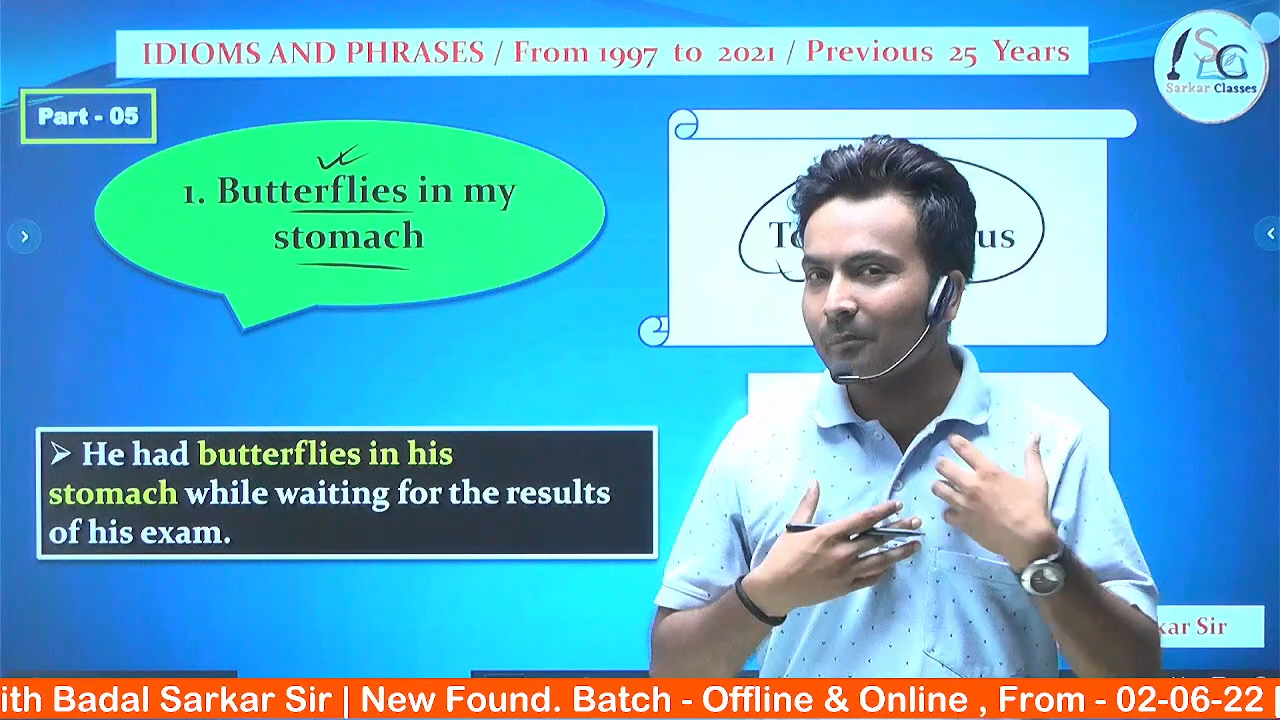 IDIOMS AND PHRASES / From 1997 to 2021 / Previous 25 Years
SC
Sarkar Classes
Part - 05
1. Butterflies in my
stomach
➢ He had butterflies in his
stomach while waiting for the results
of his exam.
Sir
Badal Sarkar Sir | New Found. Batch - Offline & Online , From - 02-06-22